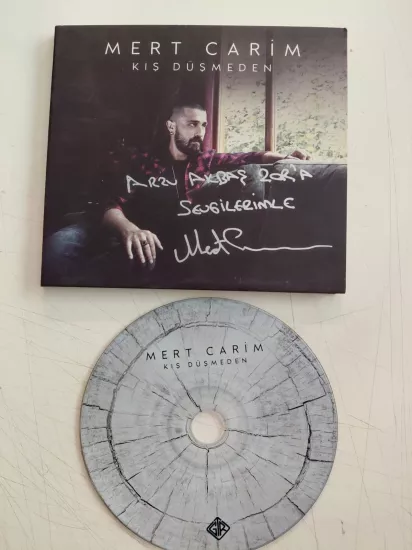 MERT CARİM
KIŞ DÜŞMEDEN
ARZU AKBAŞ ZOR'A
SEVGİLERİMLE
MERT CARİM
KIŞ DÜŞMEDEN